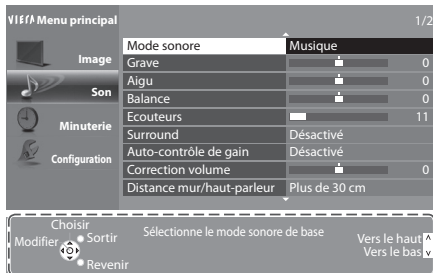 VIErA Menu principal 1/2
Image
Son
Minuterie
Configuration
Mode sonore Musique
Grave 0
Aigu 0
Balance 0
Ecouteurs 11
Surround Désactivé
Auto-contrôle de gain Désactivé
Correction volume 0
Distance mur/haut-parleur Plus de 30 cm
Choisir
Modifier Sortir
Revenir
Sélectionne le mode sonore de base
Vers le haut
Vers le bas